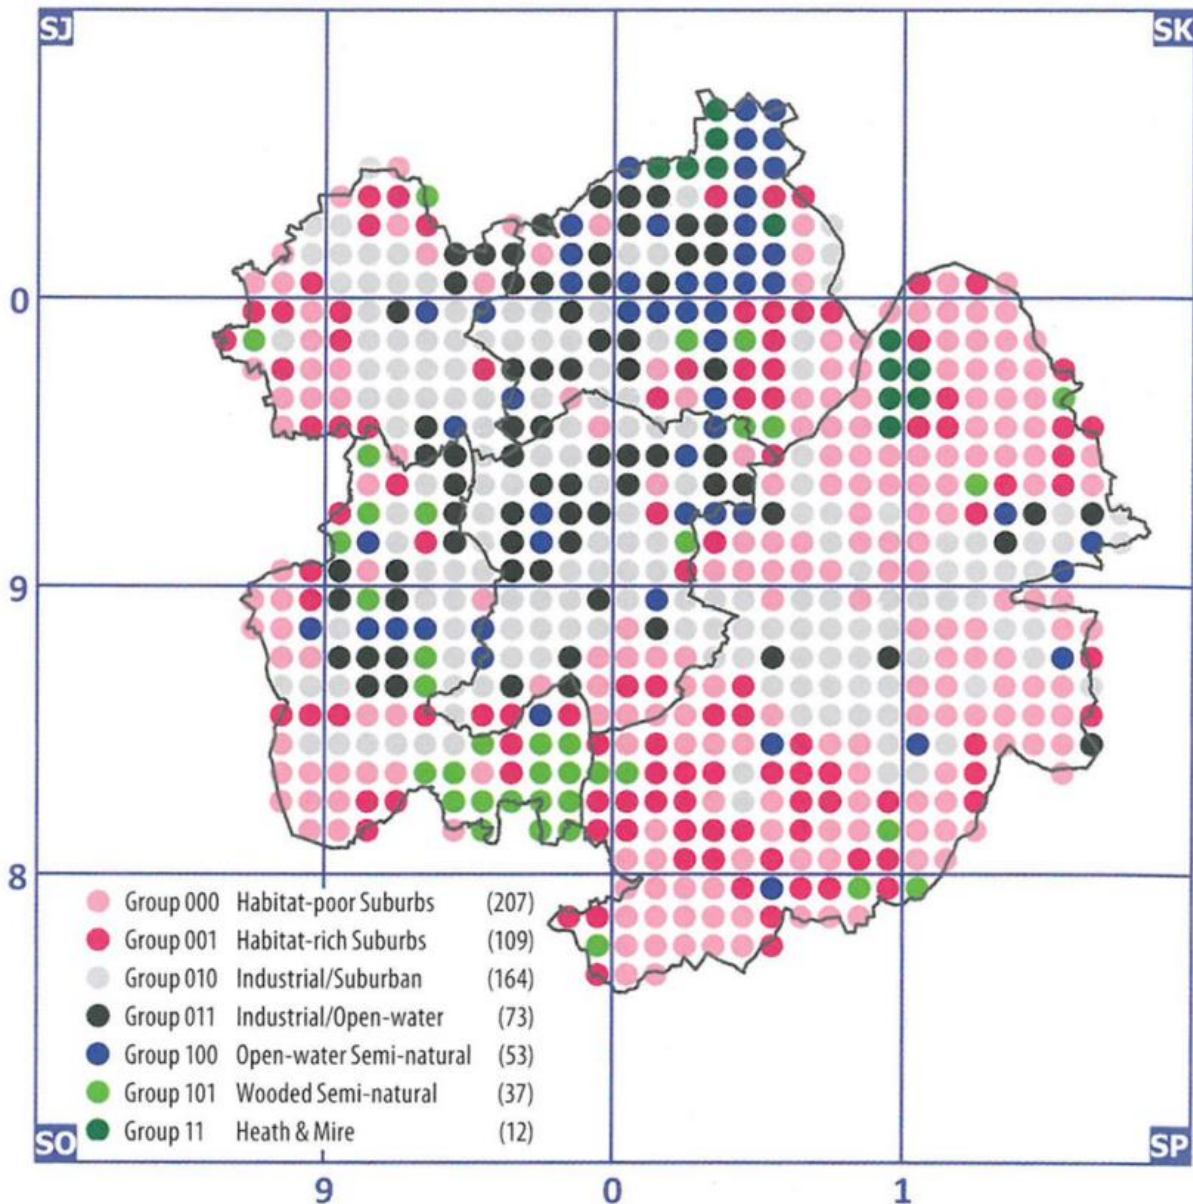 SJ SK
0
9
8
Group 000 Habitat-poor Suburbs (207)
Group 001 Habitat-rich Suburbs (109)
Group 010 Industrial/Suburban (164)
Group 011 Industrial/Open-water (73)
Group 100 Open-water Semi-natural (53)
Group 101 Wooded Semi-natural (37)
Group 11 Heath & Mire (12)
SO SP
9 0 1